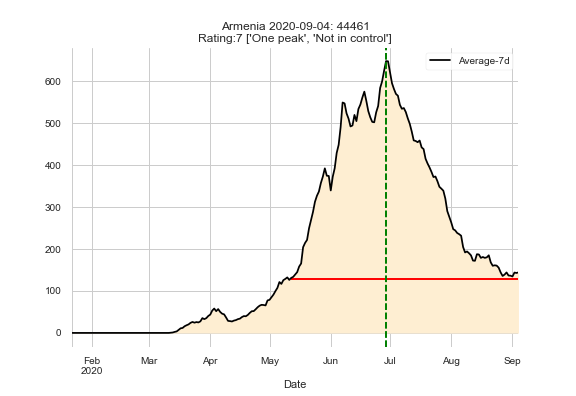 Armenia 2020-09-04: 44461
Rating:7 ['One peak', 'Not in control']
Average-7d
600
500
400
300
200
100
0
Feb
2020
Mar
Apr
May
Jun
Jul
Aug
Sep
Date